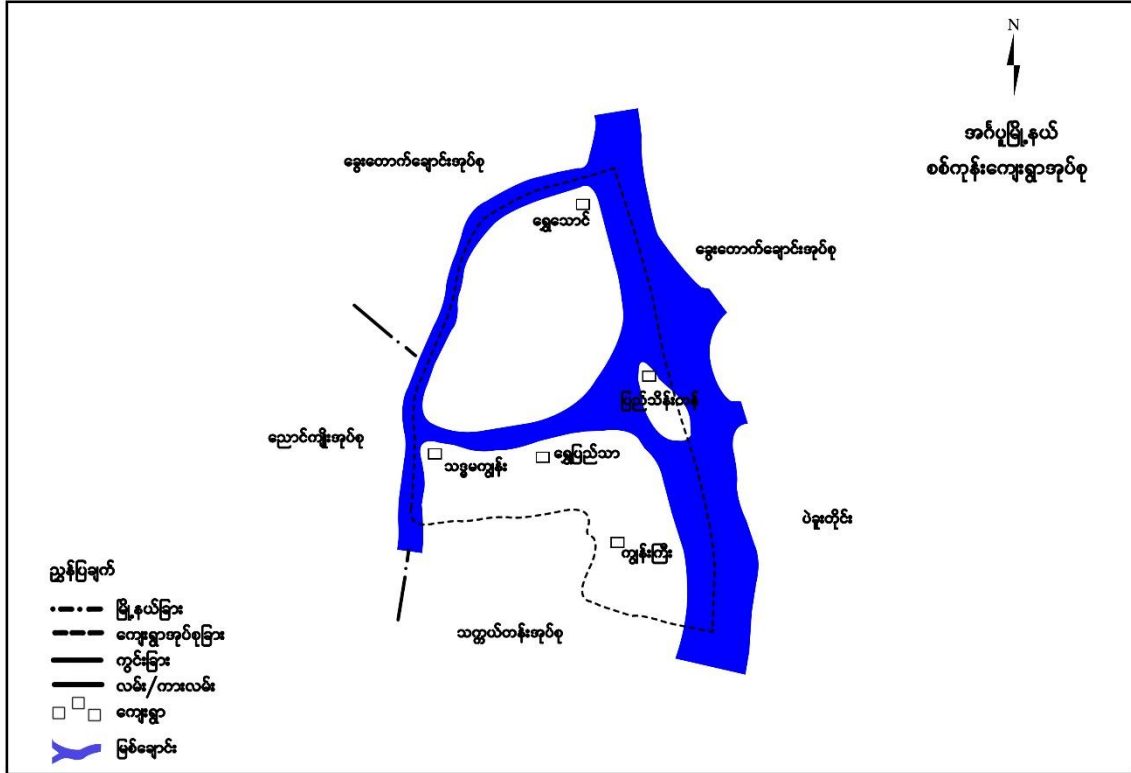 N
အင်္ဂပူမြို့နယ်
စစ်ကုန်းကျေးရွာအုပ်စု
ခွေးတောက်ချောင်းအုပ်စု
ရွှေသောင်
ခွေးတောက်ချောင်းအုပ်စု
ပြည်သိန်းတန်
ညောင်ကျိုးအုပ်စု
သဒ္ဓမကျွန်း
ရွှေပြည်သာ
ပဲခူးတိုင်း
ကျွန်းကြီး
သက္ကယ်တန်းအုပ်စု
ညွှန်ပြချက်
မြို့နယ်ခြား
ကျေးရွာအုပ်စုခြား
ကွင်းခြား
လမ်း/ကားလမ်း
ကျေးရွာ
မြစ်ချောင်း